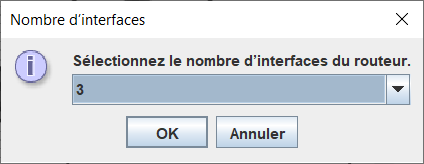 Nombre d’interfaces
Sélectionnez le nombre d’interfaces du routeur.
3
OK
Annuler